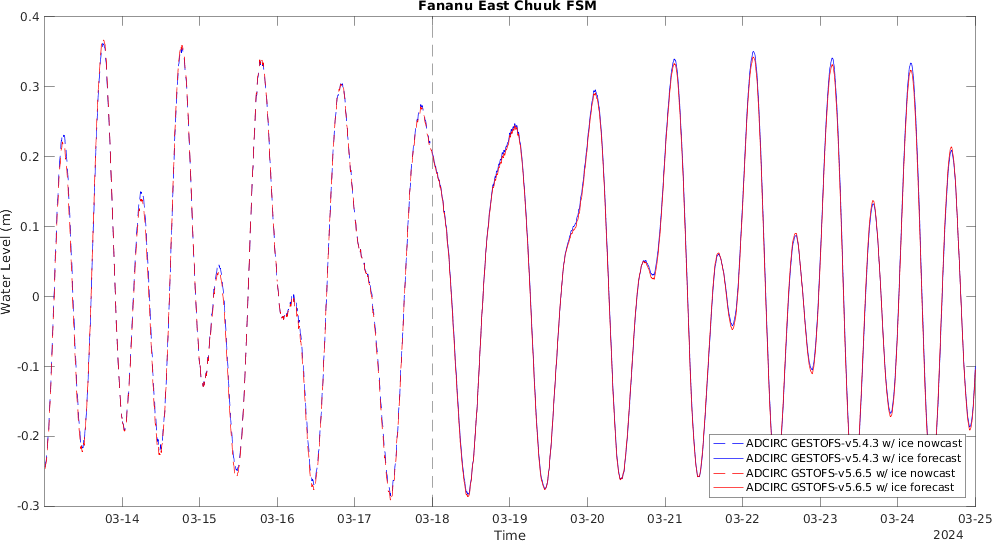 Fananu East Chuuk FSM
0.4
0.3
0.2
0.1
0
-0.1
-0.2
-0.3
Water Level (m)
ADCIRC GESTOFS-v5.4.3 w/ ice nowcast
ADCIRC GESTOFS-v5.4.3 w/ ice forecast
ADCIRC GSTOFS-v5.6.5 w/ ice nowcast
ADCIRC GSTOFS-v5.6.5 w/ ice forecast
03-14 03-15 03-16 03-17 03-18 03-19 03-20 03-21 03-22 03-23 03-24 03-25
Time
2024